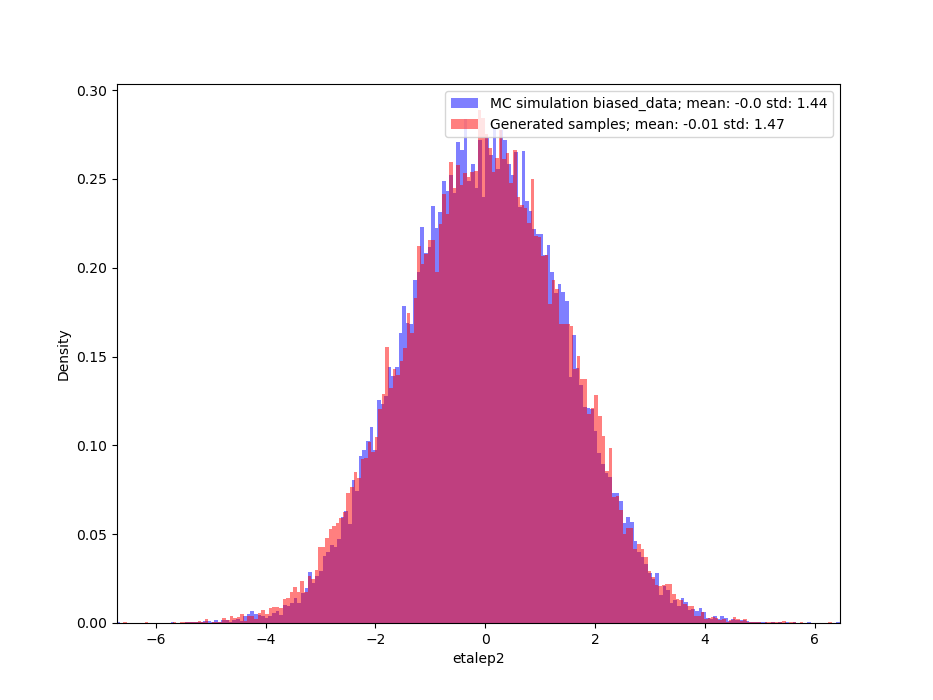 MC simulation biased_data; mean: -0.0 std: 1.44
Generated samples; mean: -0.01 std: 1.47
0.30
0.25
0.20
0.15
0.10
0.05
0.00
Density
−6 −4 −2 0 2 4 6
etalep2